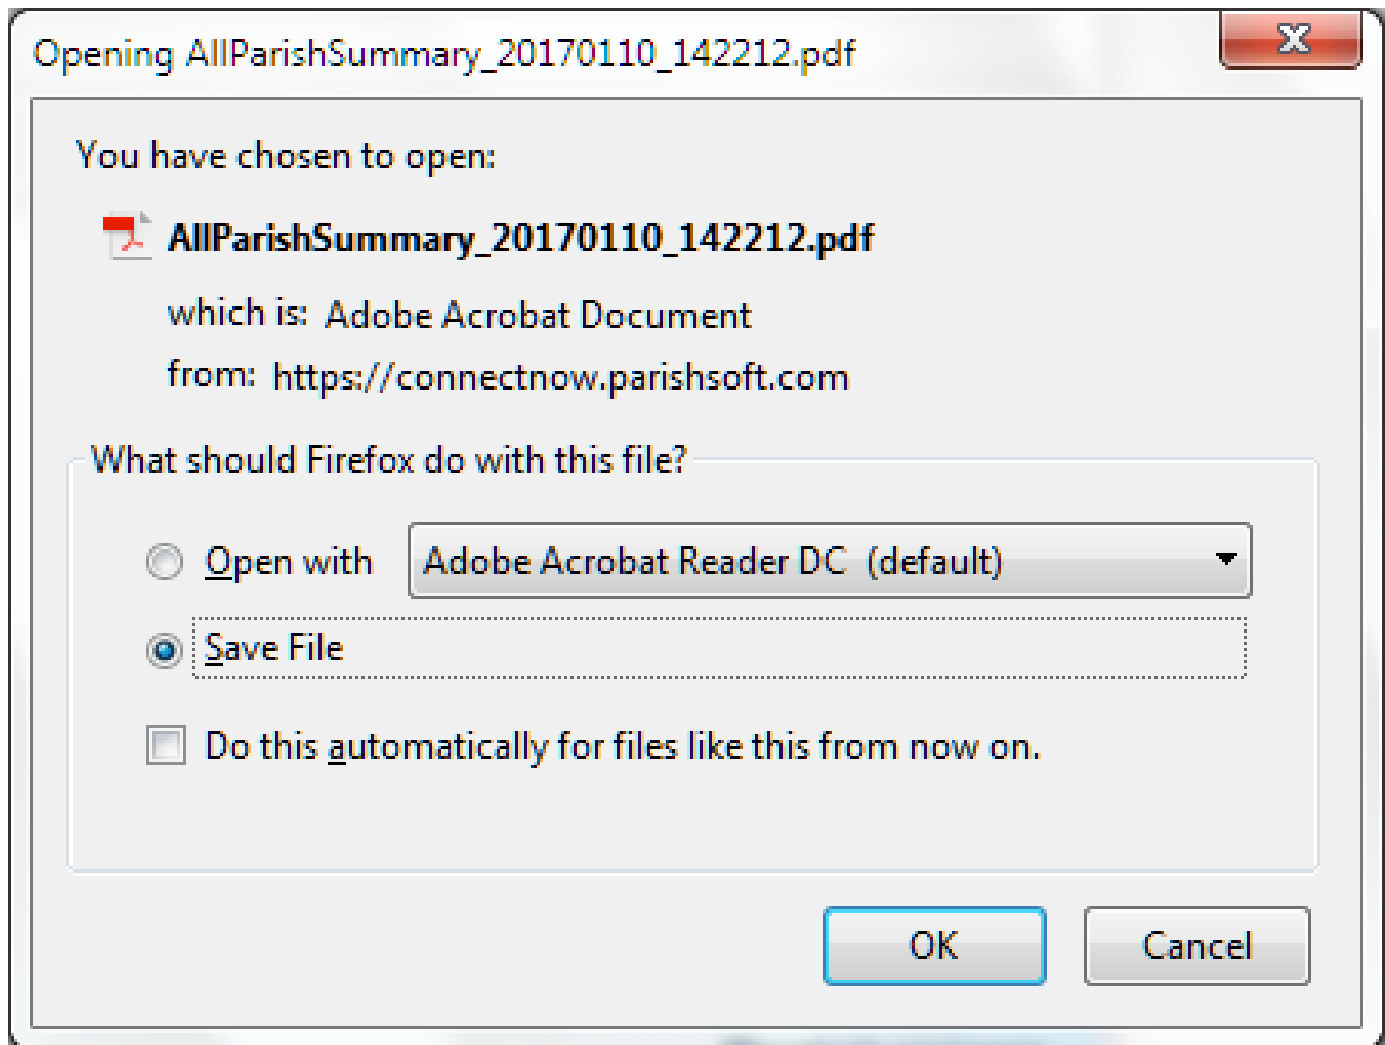 Opening AllParishSummary_20170110_142212.pdf
You have chosen to open:
AllParishSummary_20170110_142212.pdf
which is: Adobe Acrobat Document
from: https://connectnow.parishsoft.com
What should Firefox do with this file?
Open with Adobe Acrobat Reader DC (default)
Save File
Do this automatically for files like this from now on.
OK Cancel